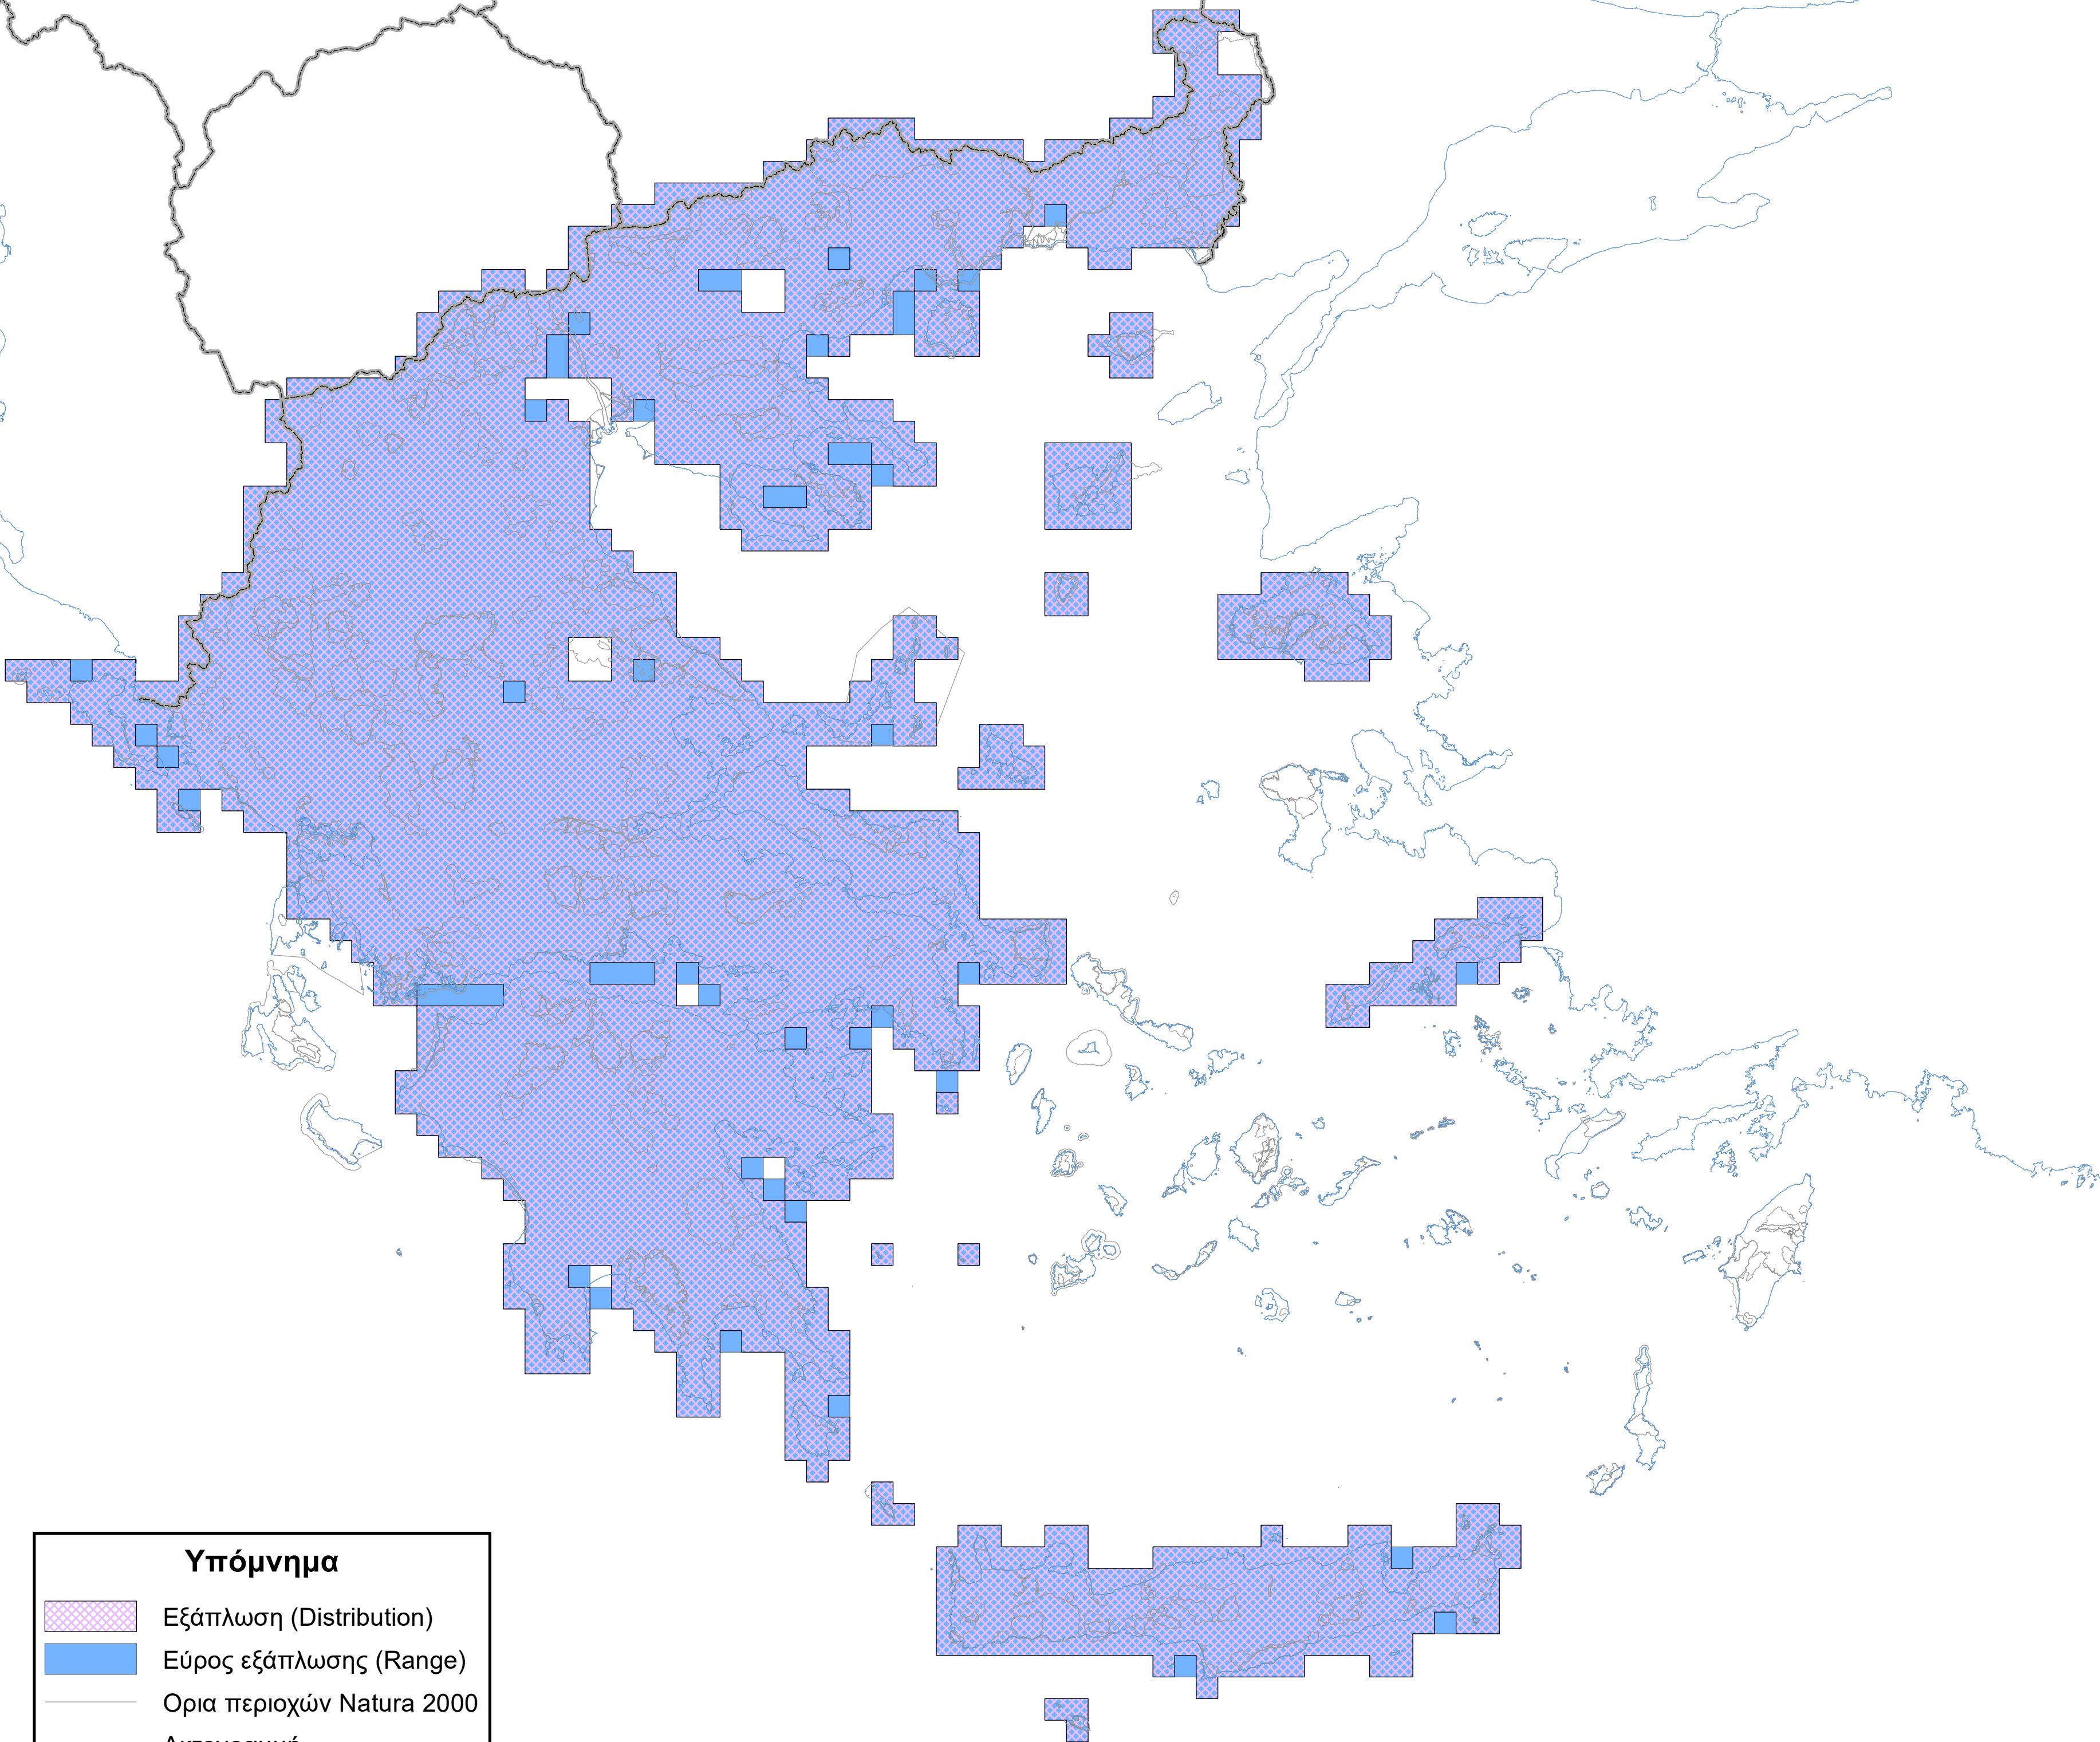 Υπόμνημα
Εξάπλωση (Distribution)
Εύρος εξάπλωσης (Range)
Ορια περιοχών Natura 2000